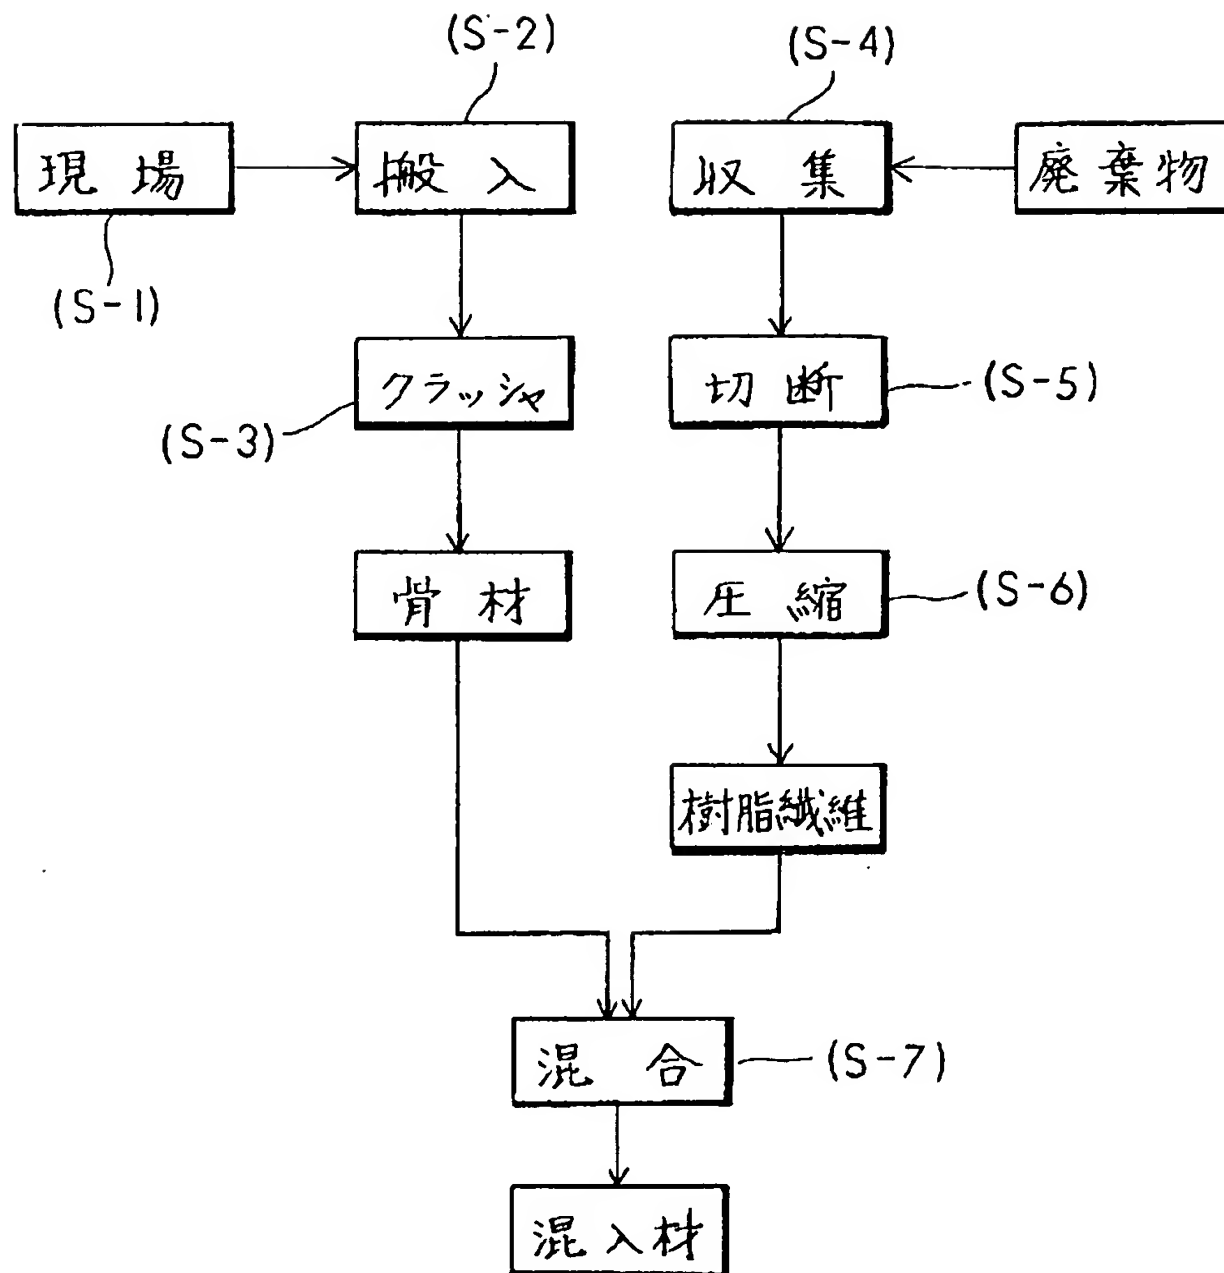 (S-2)
(S-4)
現場
搬入
収集
廃棄物
(S-1)
クラッシャ
切断
(S-5)
(S-3)
骨材
圧縮
(S-6)
樹脂繊維
混合
(S-7)
混入材